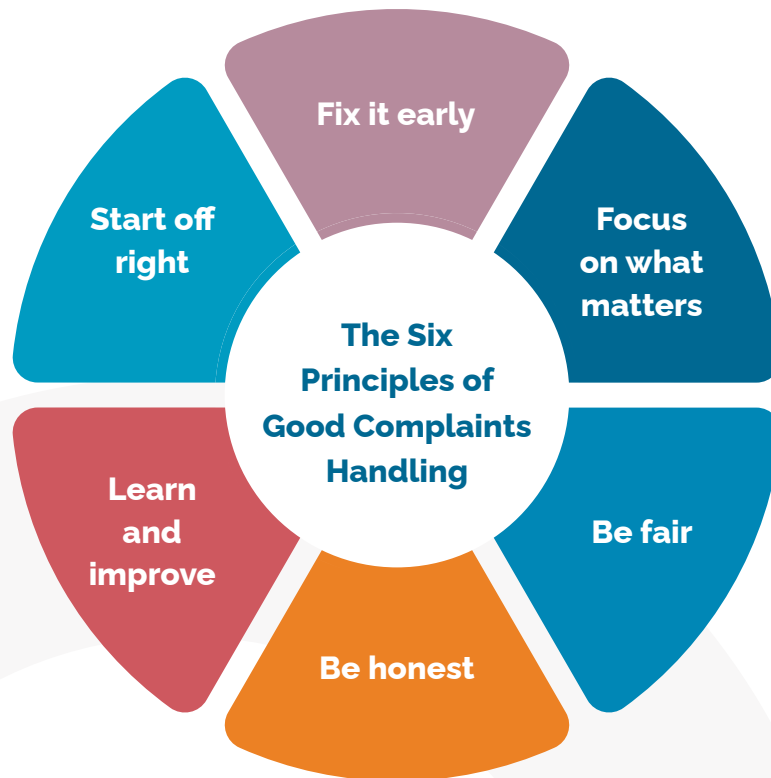 Fix it early
Start off
right
Focus
on what
matters
The Six
Principles of
Good Complaints
Handling
Learn
and
improve
Be fair
Be honest